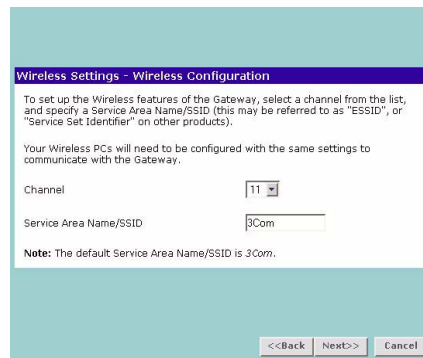 Wireless Settings - Wireless Configuration
To set up the Wireless features of the Gateway, select a channel from the list,
and specify a Service Area Name/SSID (this may be referred to as "ESSID", or
"Service Set Identifier" on other products).
Your Wireless PCs will need to be configured with the same settings to
communicate with the Gateway.
Channel 11
Service Area Name/SSID 3Com
Note: The default Service Area Name/SSID is 3Com.
<<Back Next>> Cancel